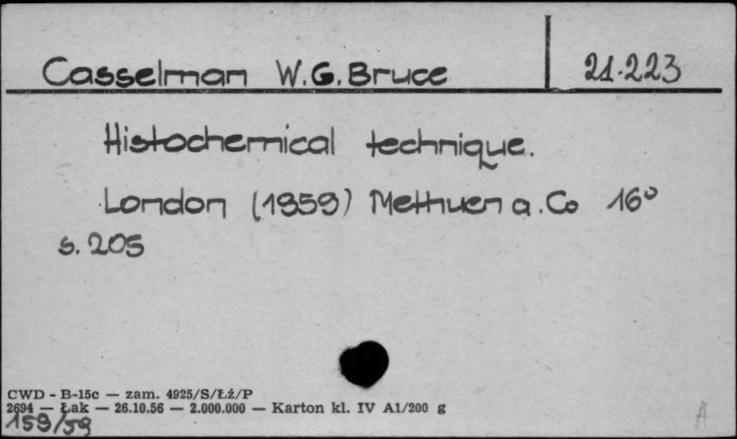 Casselman W.G. Bruce 21.223
Histochemical technique.
London (1959) Methuen a. Co 16°
s. 205
CWD - B-15c — zam. 4925/S/Łź/P
2694 — Łak — 26.10.56 — 2.000.000 — Karton kl. IV A1/200 g
159/59
A